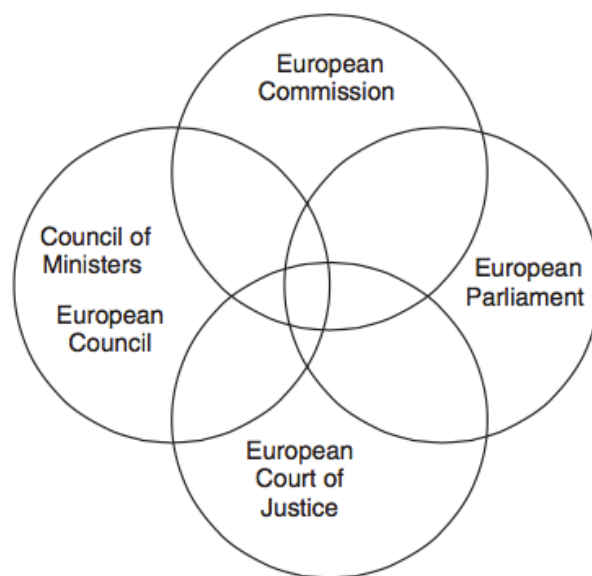 European
Commission
Council of
Ministers
European
Council
European
Parliament
European
Court of
Justice